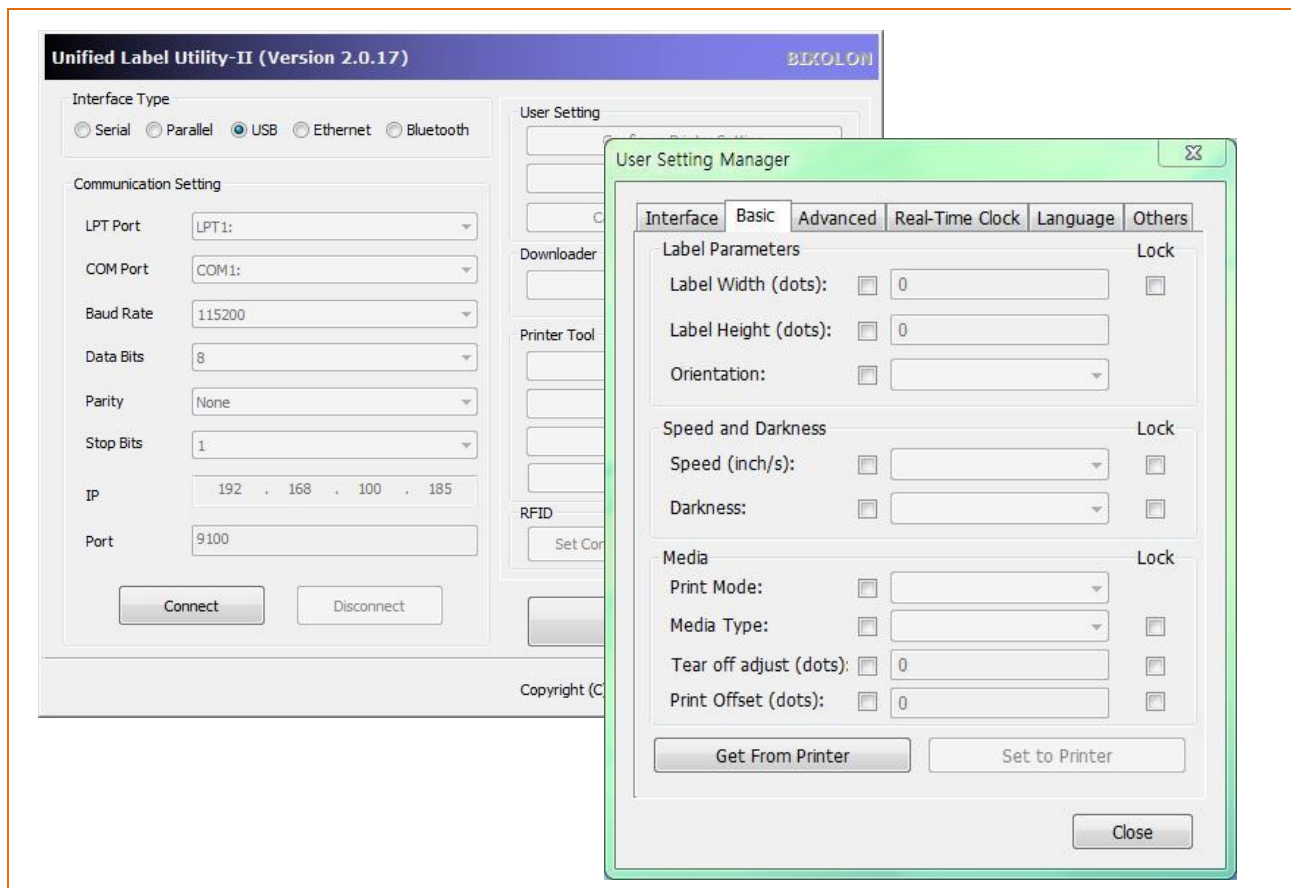 Unified Label Utility-II (Version 2.0.17)
BIXOLON
Interface Type
Serial Parallel USB Ethernet Bluetooth
Communication Setting
LPT Port LPT1:
COM Port COM1:
Baud Rate 115200
Data Bits 8
Parity None
Stop Bits 1
IP 192 . 168 . 100 . 185
Port 9100
Connect Disconnect
User Setting
Downloader
Printer Tool
RFID
Set
Copyright (C)
User Setting Manager
Interface Basic Advanced Real-Time Clock Language Others
Label Parameters Lock
Label Width (dots): 0
Label Height (dots): 0
Orientation:
Speed and Darkness Lock
Speed (inch/s):
Darkness:
Media Lock
Print Mode:
Media Type:
Tear off adjust (dots): 0
Print Offset (dots): 0
Get From Printer Set to Printer
Close